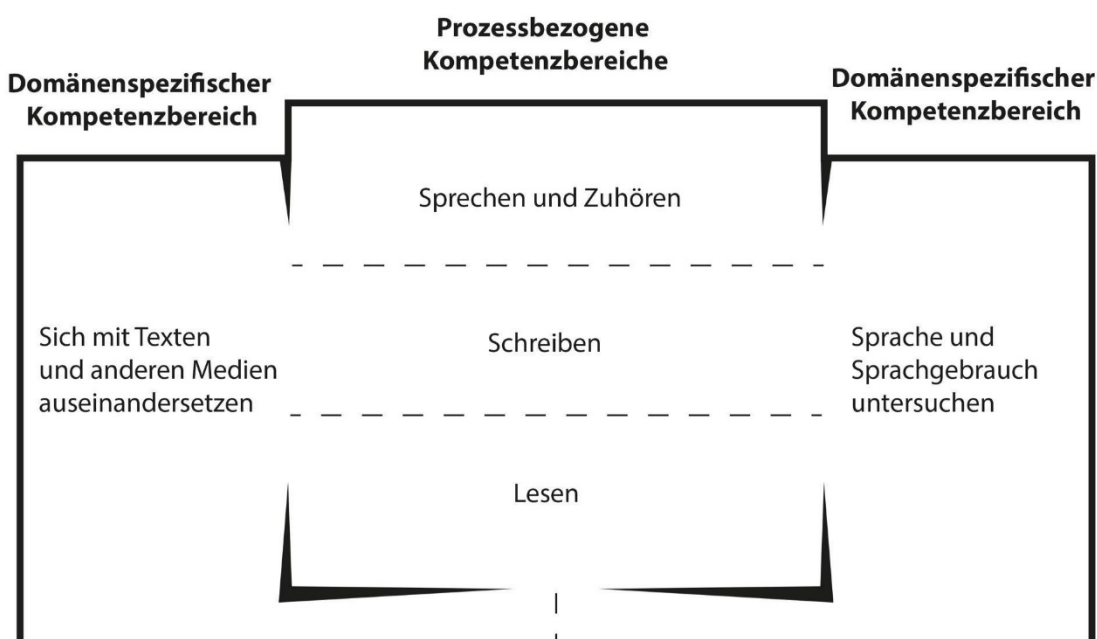 Prozessbezogene
Kompetenzbereiche
Domänenspezifischer
Kompetenzbereich
Domänenspezifischer
Kompetenzbereich
Sprechen und Zuhören
Sich mit Texten
und anderen Medien
auseinandersetzen
Schreiben
Sprache und
Sprachgebrauch
untersuchen
Lesen